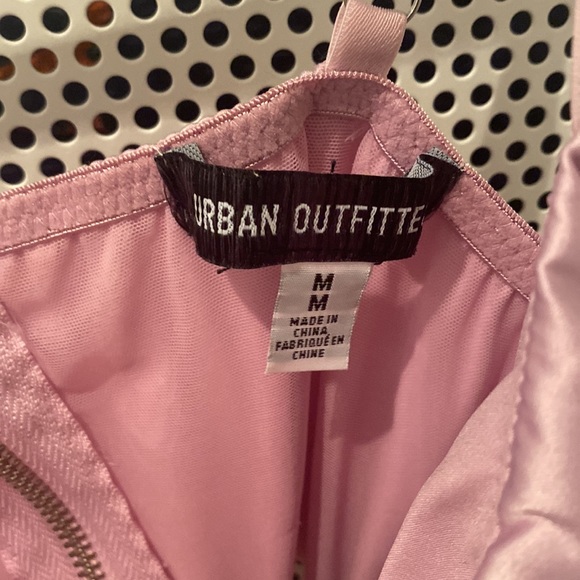 URBAN OUTFITTE
M
M
MADE IN
CHINA
FABRIQUÉ EN
CHINE